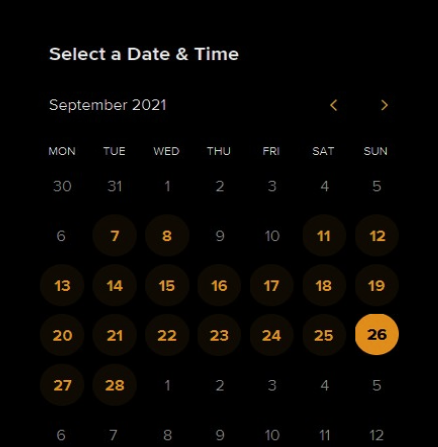 Select a Date & Time
September 2021
MON TUE WED THU FRI SAT SUN
30 31 1 2 3 4 5
6 7 8 9 10 11 12
13 14 15 16 17 18 19
20 21 22 23 24 25 26
27 28 1 2 3 4 5
6 7 8 9 10 11 12